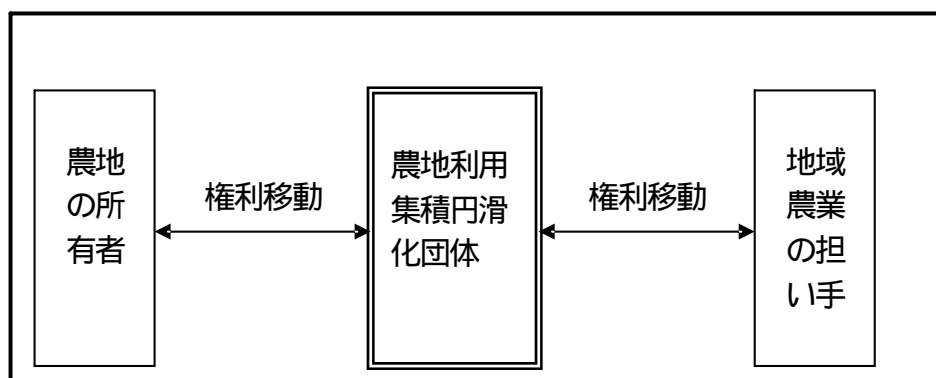 農地
の所
有者
権利移動
農地利用
集積円滑
化団体
権利移動
地域
農業
の担
い手